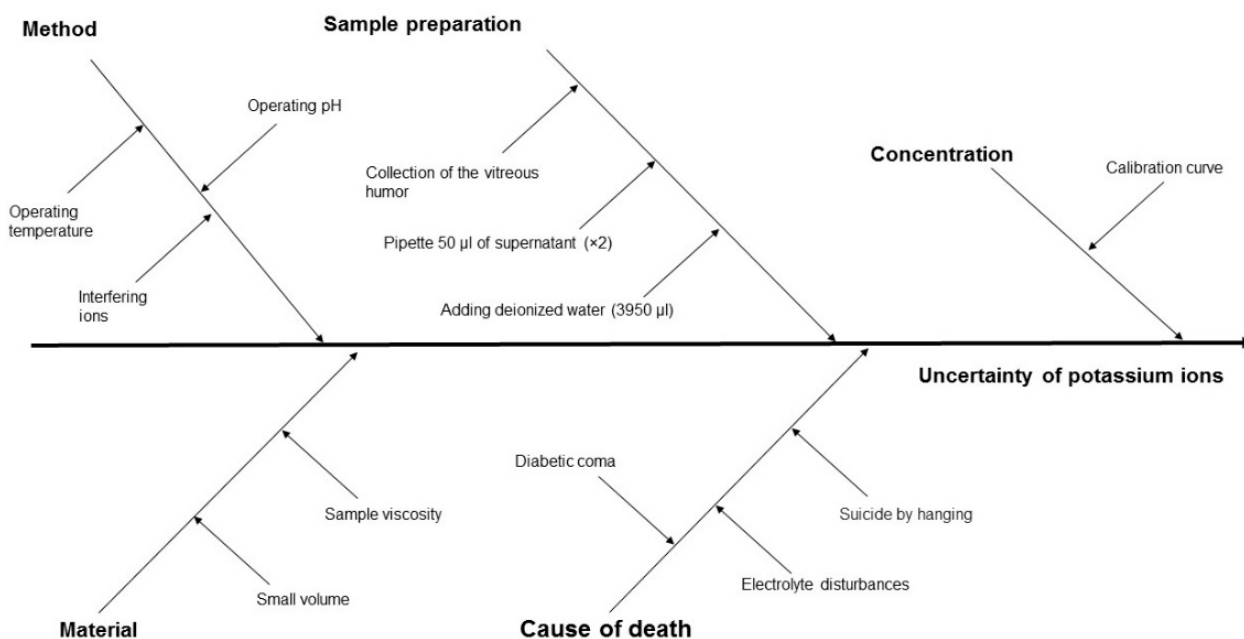 Method
Sample preparation
Operating pH
Operating
temperature
Interfering
ions
Collection of the vitreous
humor
Pipette 50 µl of supernatant (×2)
Adding deionized water (3950 µl)
Concentration
Calibration curve
Uncertainty of potassium ions
Sample viscosity
Small volume
Material
Diabetic coma
Suicide by hanging
Electrolyte disturbances
Cause of death